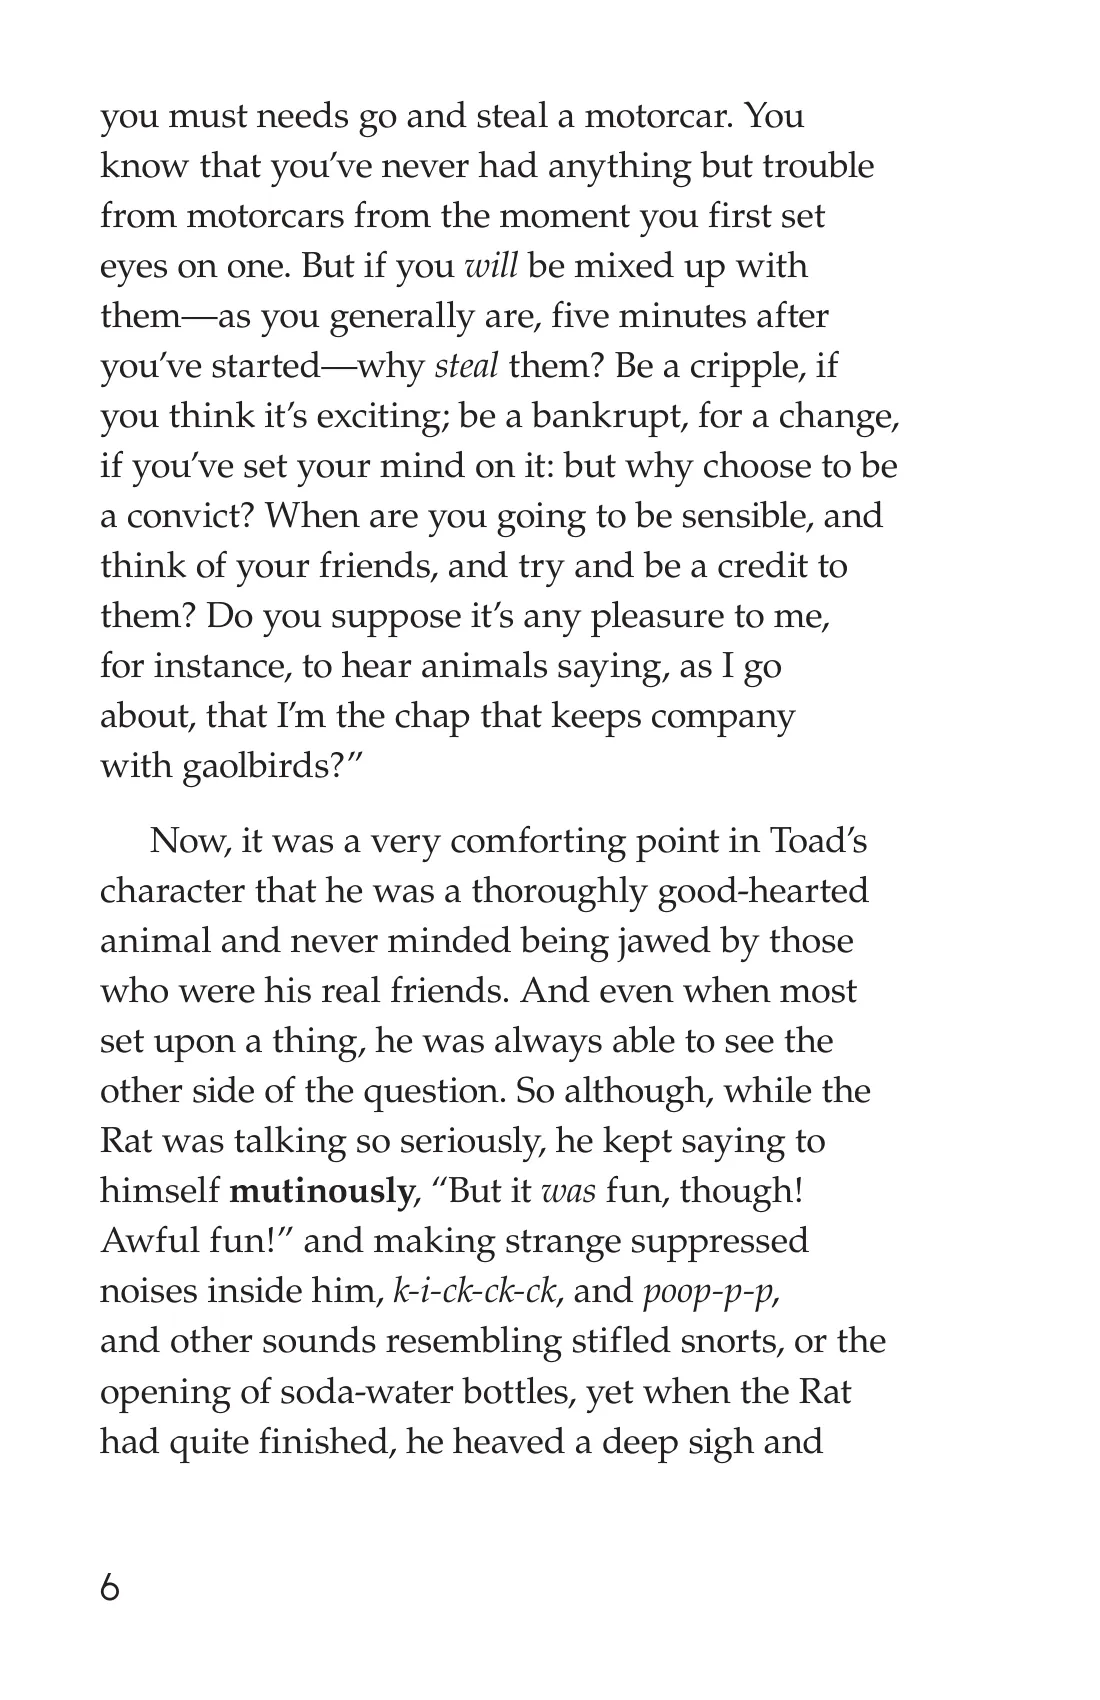 you must needs go and steal a motorcar. You
know that you’ve never had anything but trouble
from motorcars from the moment you first set
eyes on one. But if you will be mixed up with
them—as you generally are, five minutes after
you’ve started—why steal them? Be a cripple, if
you think it’s exciting; be a bankrupt, for a change,
if you’ve set your mind on it: but why choose to be
a convict? When are you going to be sensible, and
think of your friends, and try and be a credit to
them? Do you suppose it’s any pleasure to me,
for instance, to hear animals saying, as I go
about, that I’m the chap that keeps company
with gaolbirds?”
Now, it was a very comforting point in Toad’s
character that he was a thoroughly good-hearted
animal and never minded being jawed by those
who were his real friends. And even when most
set upon a thing, he was always able to see the
other side of the question. So although, while the
Rat was talking so seriously, he kept saying to
himself mutinously, “But it was fun, though!
Awful fun!” and making strange suppressed
noises inside him, k-i-ck-ck-ck, and poop-p-p,
and other sounds resembling stifled snorts, or the
opening of soda-water bottles, yet when the Rat
had quite finished, he heaved a deep sigh and
6